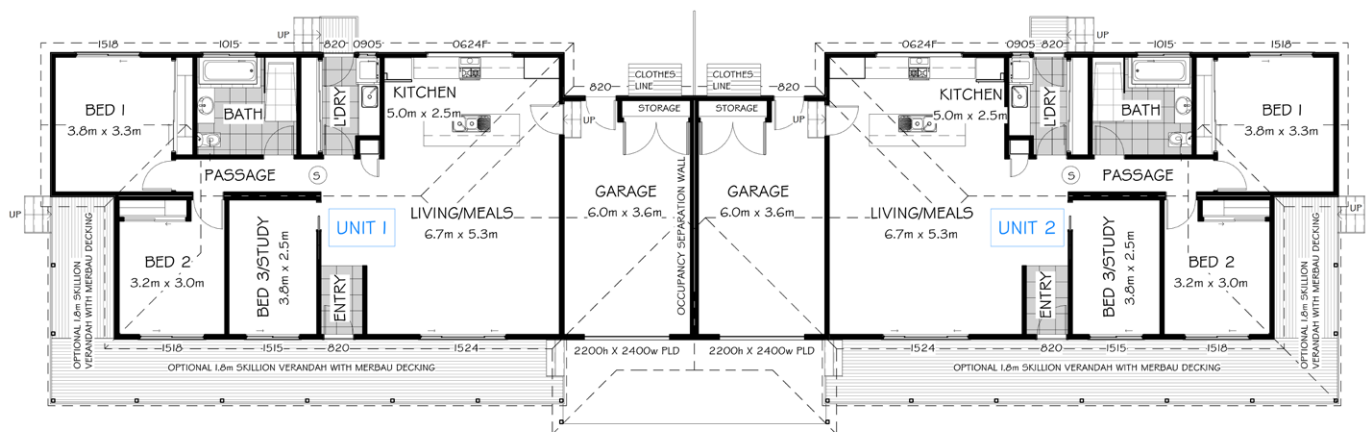 1518
1015
UP
820
0905
0624F
BED 1
3.8m x 3.3m
BATH
L'DRY
KITCHEN
5.0m x 2.5m
PASSAGE
S
UP
BED 2
3.2m x 3.0m
BED 3/STUDY
3.8m x 2.5m
UNIT 1
LIVING/MEALS
6.7m x 5.3m
ENTRY
OPTIONAL 1.8m SKILLION
VERANDAH WITH MERBAU DECKING
1518
1515
820
1524
OPTIONAL 1.8m SKILLION VERANDAH WITH MERBAU DECKING
820
CLOTHES
LINE
STORAGE
UP
GARAGE
6.0m x 3.6m
OCCUPANCY SEPARATION WALL
2200h X 2400w PLD
CLOTHES
LINE
820
STORAGE
UP
GARAGE
6.0m x 3.6m
2200h X 2400w PLD
0624F
0905
820
UP
1015
1518
KITCHEN
5.0m x 2.5m
L'DRY
BATH
BED 1
3.8m x 3.3m
S
PASSAGE
UP
LIVING/MEALS
6.7m x 5.3m
UNIT 2
ENTRY
BED 3/STUDY
3.8m x 2.5m
BED 2
3.2m x 3.0m
OPTIONAL 1.8m SKILLION
VERANDAH WITH MERBAU DECKING
1524
820
1515
1518
OPTIONAL 1.8m SKILLION VERANDAH WITH MERBAU DECKING